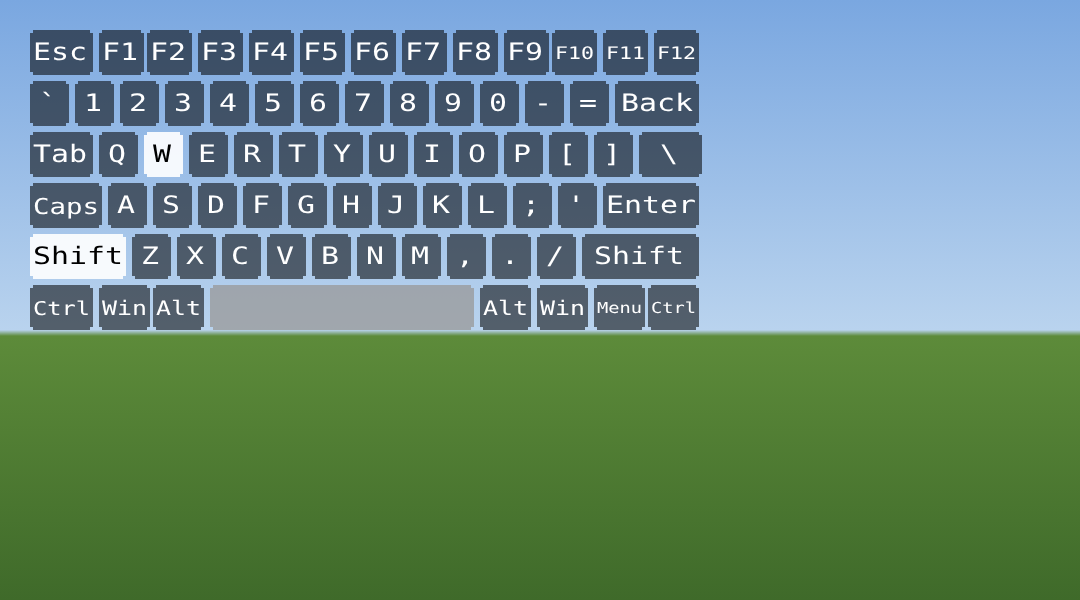 Esc F1 F2 F3 F4 F5 F6 F7 F8 F9 F10 F11 F12
` 1 2 3 4 5 6 7 8 9 0 - = Back
Tab Q W E R T Y U I O P [ ] \
Caps A S D F G H J K L ; ' Enter
Shift Z X C V B N M , . / Shift
Ctrl Win Alt Alt Win Menu Ctrl